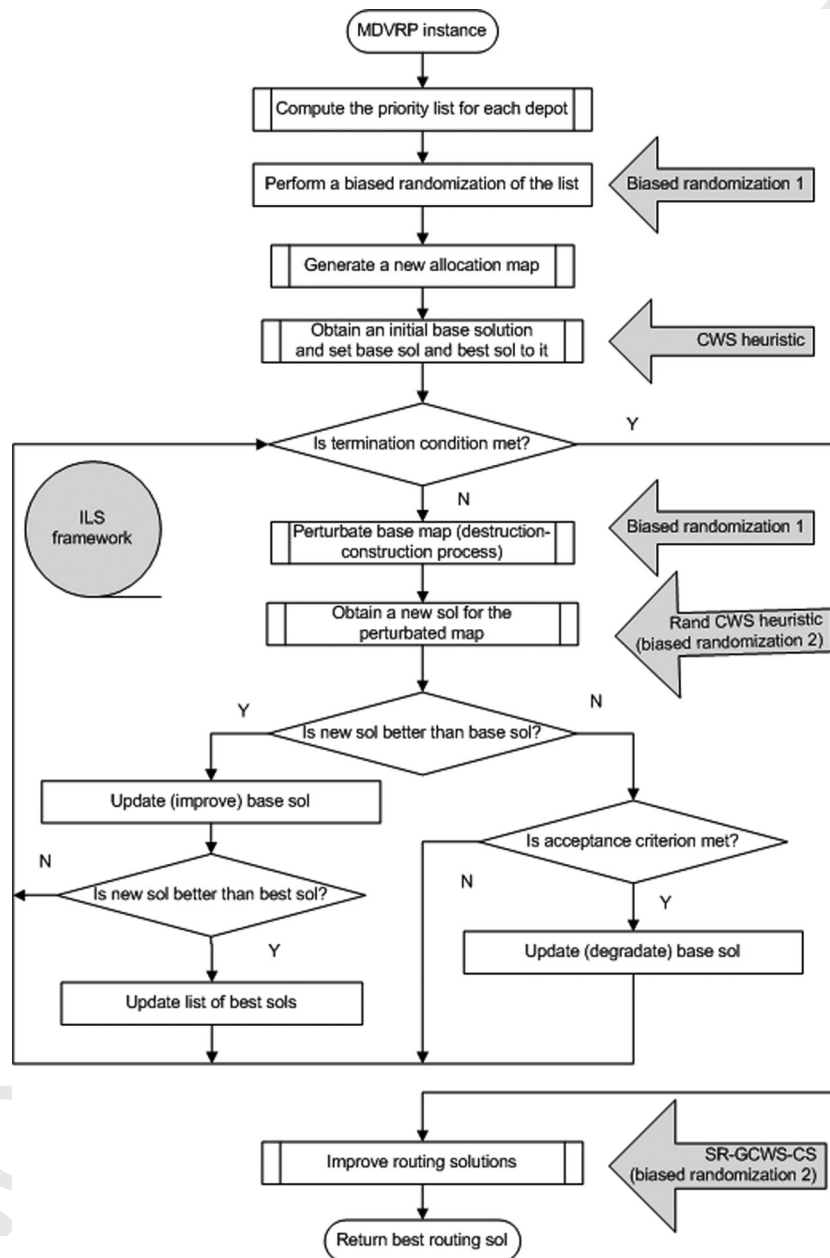 MDVRP instance
Compute the priority list for each depot
Perform a biased randomization of the list
Biased randomization 1
Generate a new allocation map
Obtain an initial base solution
and set base sol and best sol to it
CWS heuristic
Is termination condition met?
Y
N
ILS
framework
Perturbate base map (destruction-
construction process)
Biased randomization 1
Obtain a new sol for the
perturbated map
Rand CWS heuristic
(biased randomization 2)
Y
N
Is new sol better than base sol?
Update (improve) base sol
Is acceptance criterion met?
N
Is new sol better than best sol?
N
Y
Y
Update (degradate) base sol
Update list of best sols
Improve routing solutions
SR-GCWS-CS
(biased randomization 2)
Return best routing sol